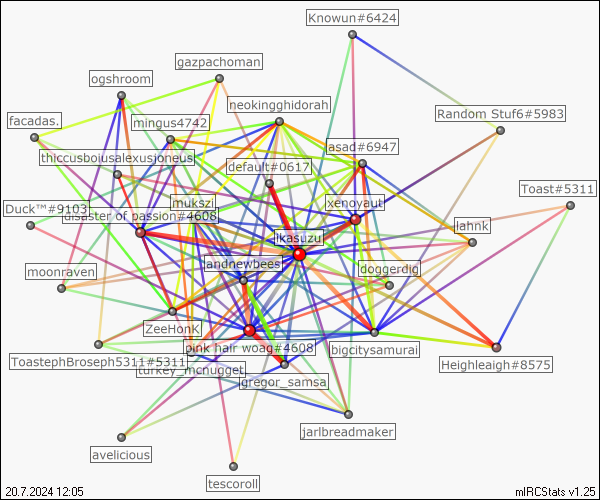 Knowun#6424
gazpachoman
ogshroom
neokingghidorah
Random Stuf6#5983
facadas.
mingus4742
lasad#6947
thiccusboiusalexusjoneus
default#0617
Toast#5311
mukszi
xenoyaut
Duck™#9103
disaster of passion#4608
lahnk
ikasuzu
andnewbees
doggerdig
moonraven
ZeeHonk
pink hair woag#4608
bigcitysamurai
ToastephBroseph5311#5311
Heighleaigh#8575
turkey_mcnugget
gregor_samsa
jarlbreadmaker
avelicious
tescoroll
20.7.2024 12:05
mIRCStats v1.25